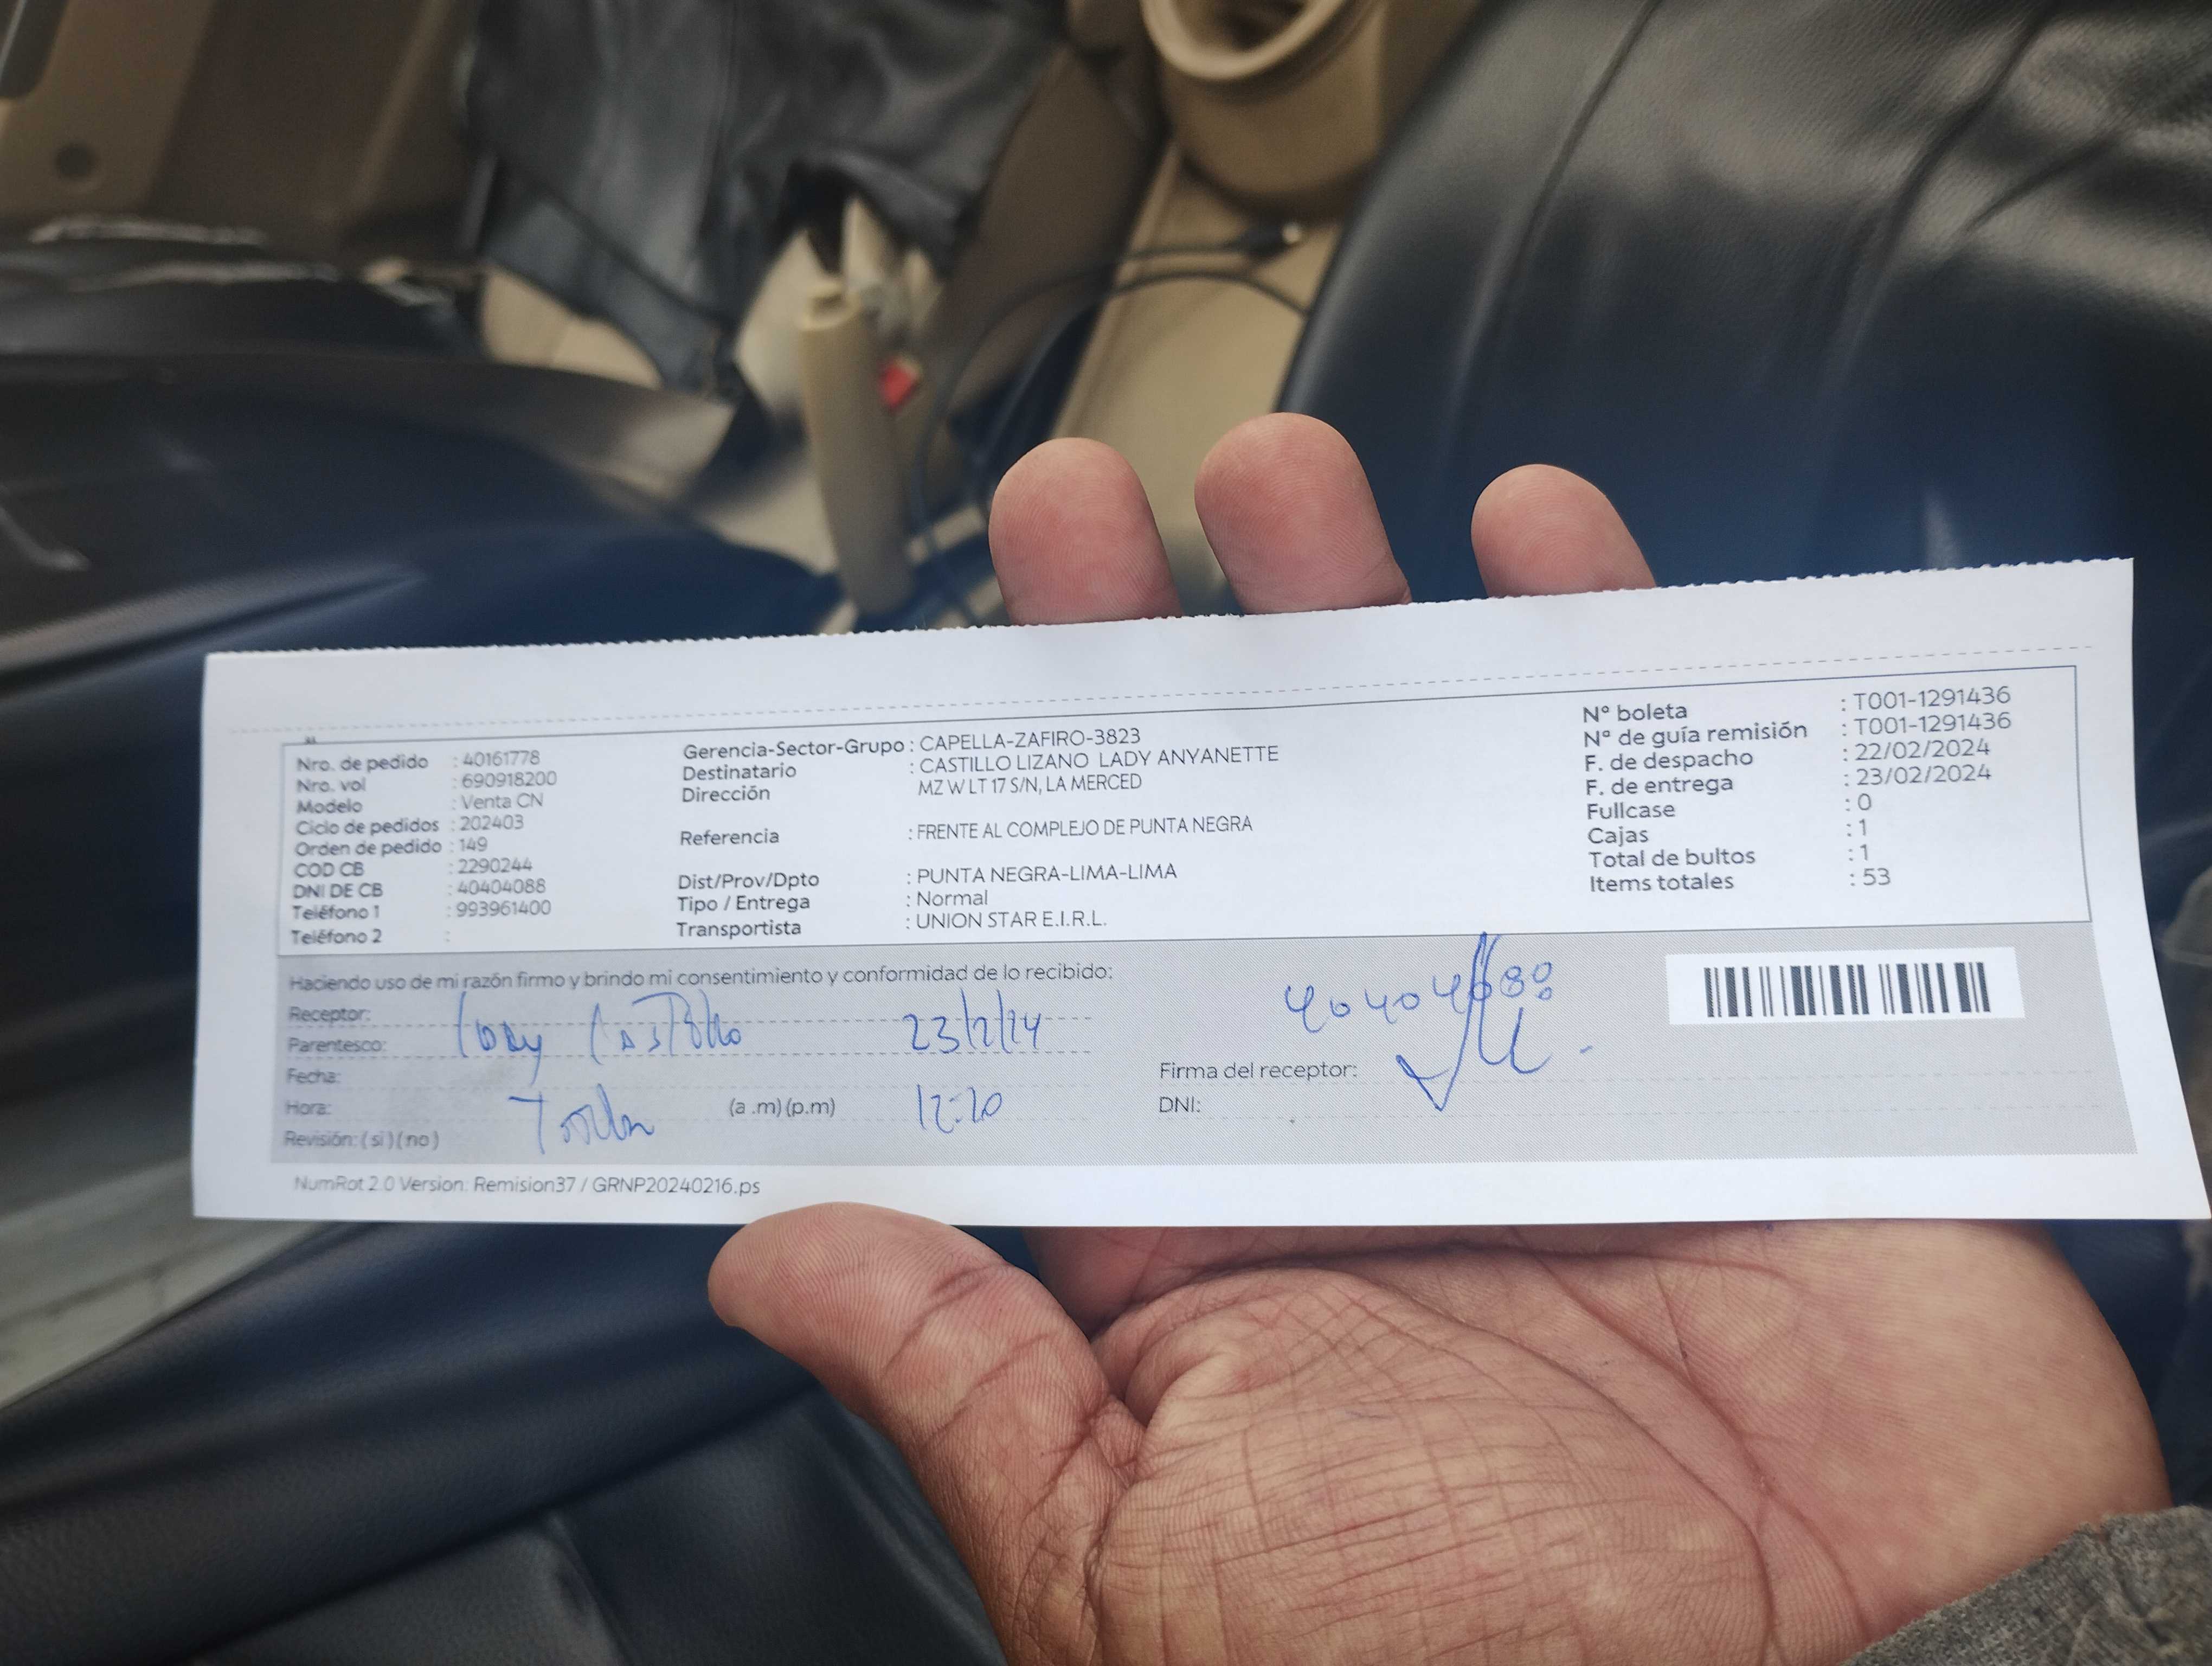 Nro. de pedido : 40161778
Nro. vol : 690918200
Modelo : Venta CN
Ciclo de pedidos : 202403
Orden de pedido : 149
COD CB : 2290244
DNI DE CB : 40404088
Teléfono 1 : 993961400
Teléfono 2 :
Gerencia-Sector-Grupo : CAPELLA-ZAFIRO-3823
Destinatario : CASTILLO LIZANO LADY ANYANETTE
Dirección MZ W LT 17 S/N, LA MERCED
Referencia : FRENTE AL COMPLEJO DE PUNTA NEGRA
Dist/Prov/Dpto : PUNTA NEGRA-LIMA-LIMA
Tipo / Entrega : Normal
Transportista : UNION STAR E.I.R.L.
Nº boleta : T001-1291436
Nº de guía remisión : T001-1291436
F. de despacho : 22/02/2024
F. de entrega : 23/02/2024
Fullcase : 0
Cajas : 1
Total de bultos : 1
Items totales : 53
Haciendo uso de mi razón firmo y brindo mi consentimiento y conformidad de lo recibido:
Receptor:
Parentesco: Lady Castillo 23/2/24
Fecha:
Hora: (a .m) (p.m) 12:20
Revisión: ( si ) ( no )
Firma del receptor:
DNI:
NumRot 2.0 Version: Remision37 / GRNP20240216.ps